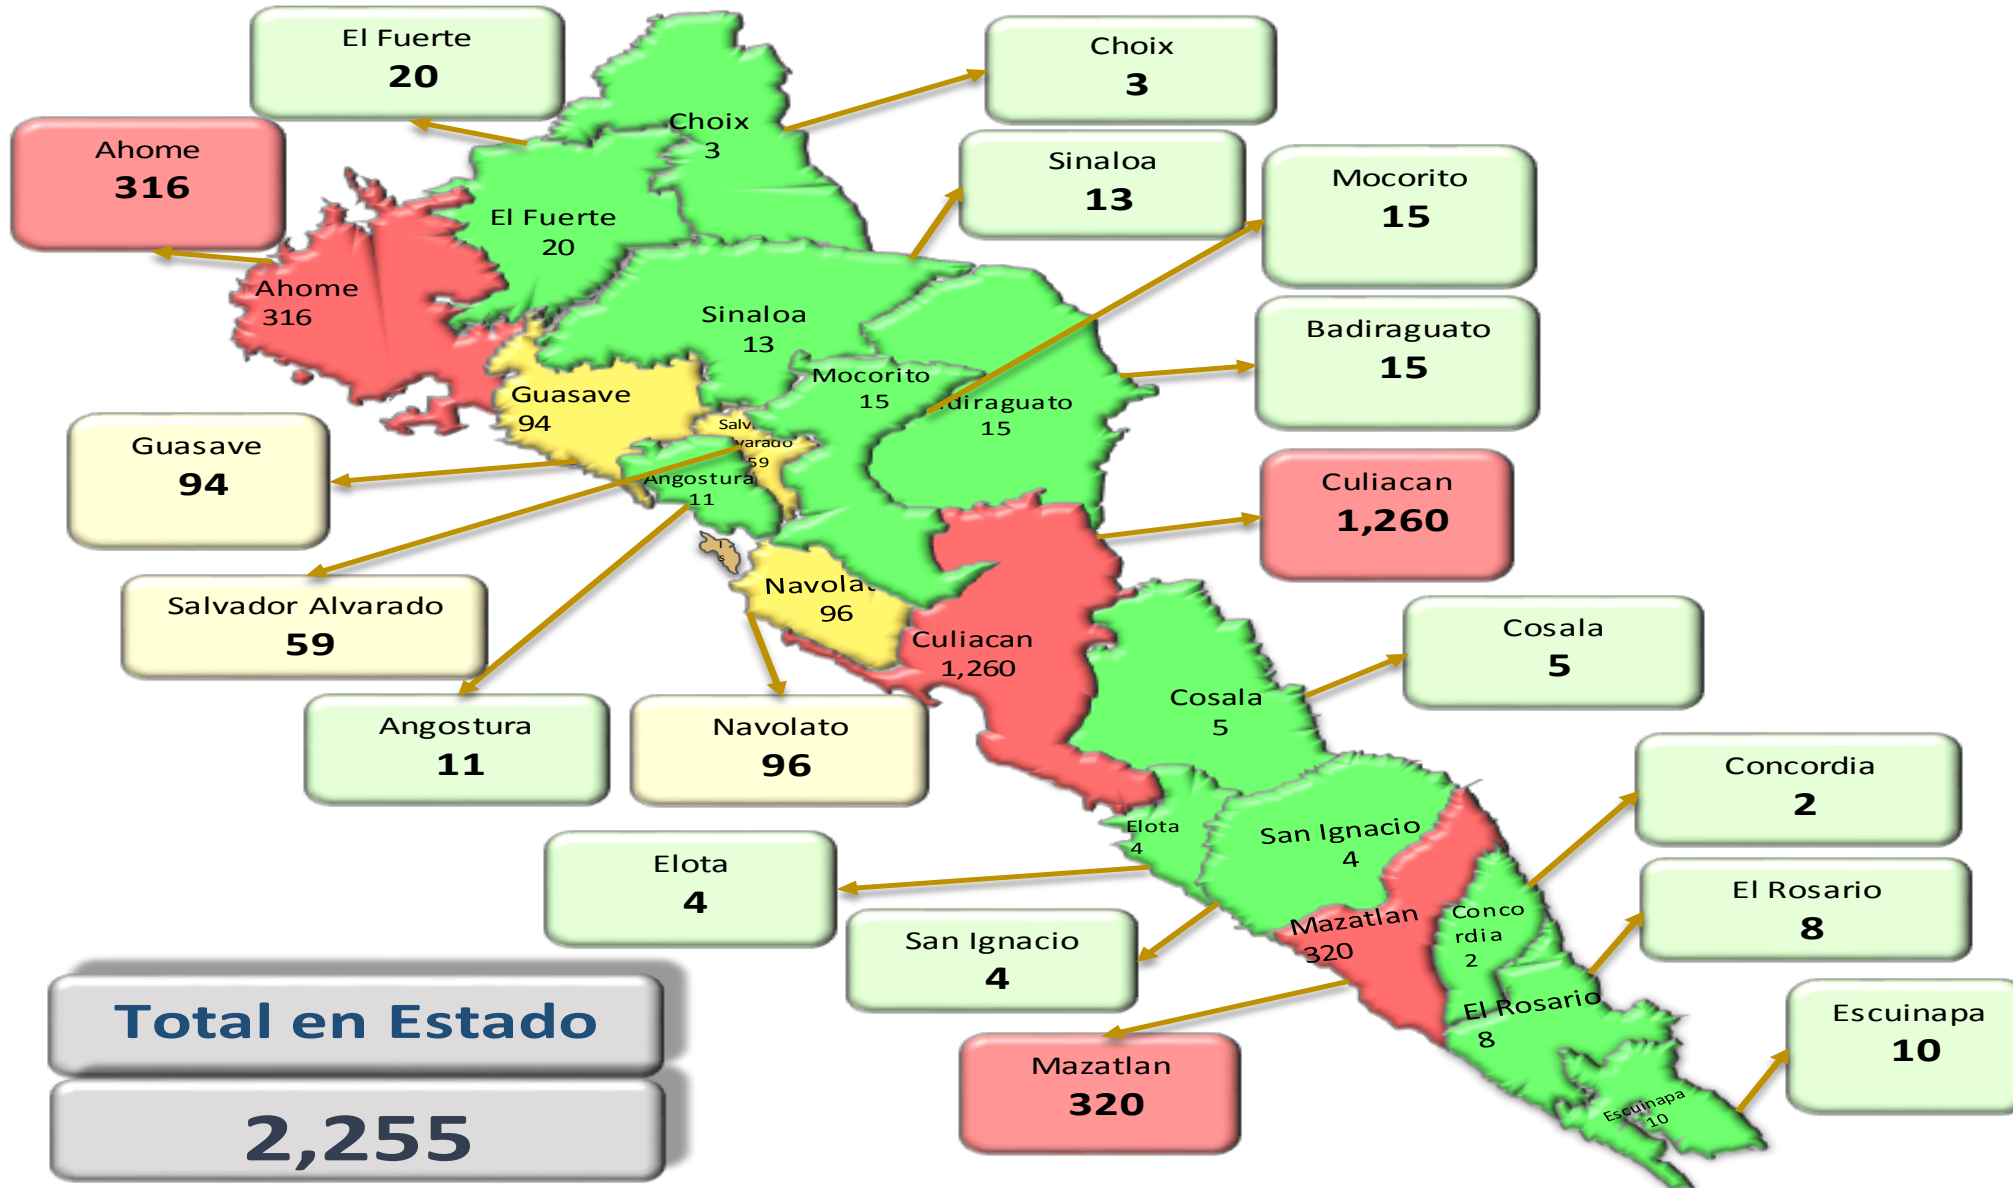 El Fuerte
20
Choix
3
Ahome
316
Sinaloa
13
Mocorito
15
Badiraguato
15
Guasave
94
Culiacan
1,260
Salvador Alvarado
59
Cosala
5
Angostura
11
Navolato
96
Concordia
2
Elota
4
El Rosario
8
San Ignacio
4
Escuinapa
10
Mazatlan
320
Choix
3
El Fuerte
20
Ahome
316
Sinaloa
13
Mocorito
15
diraguato
15
Guasave
94
Salv
varado
59
Angostura
11
Navolat
96
Culiacan
1,260
Cosala
5
Elota
4
San Ignacio
4
Mazatlan
320
Conco
rdia
2
El Rosario
8
Escuinapa
10
Total en Estado
2,255